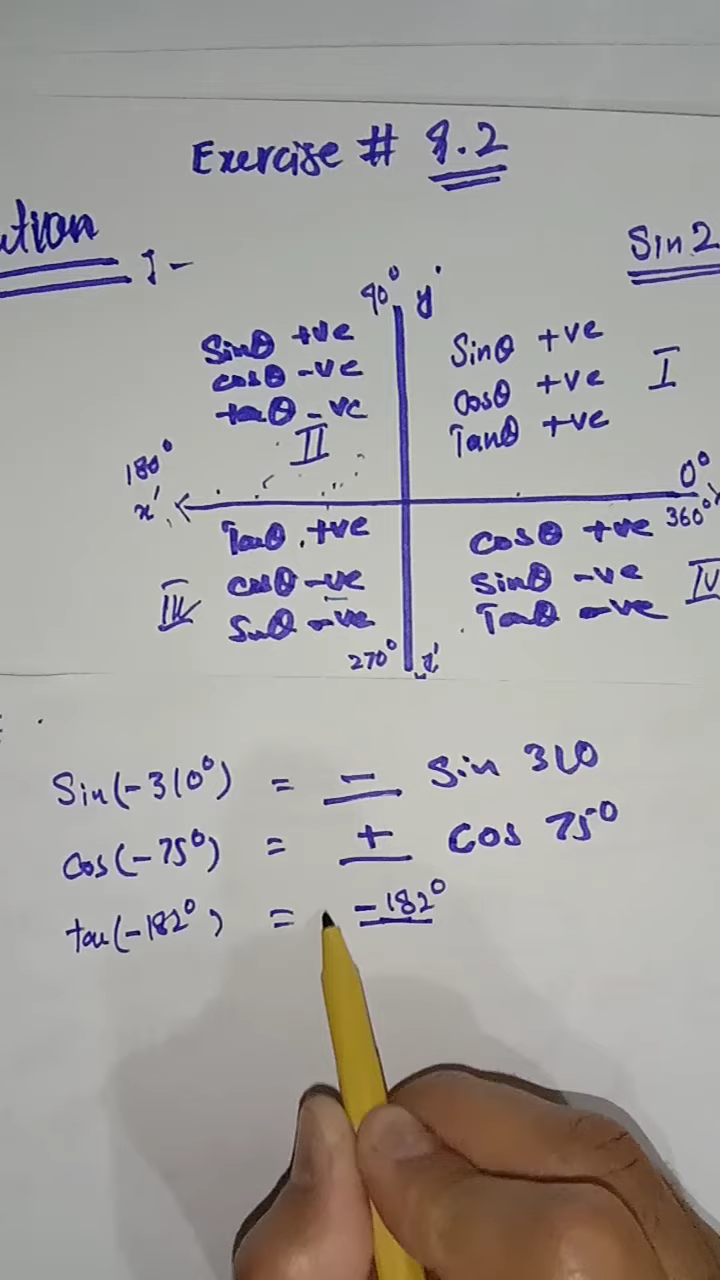 Exercise # 9.2
ution :-
Sin 2
90° y
Sinθ +ve
cosθ -ve
tanθ -ve
II
Sinθ +ve
Cosθ +ve
Tanθ +ve
I
180°
x'
0°
360°
Tanθ +ve
cosθ -ve
Sinθ -ve
III
cosθ +ve
sinθ -ve
Tanθ -ve
IV
270°
Sin(-310°) = - Sin 310
cos(-75°) = + cos 75°
tan(-182°) = -182°